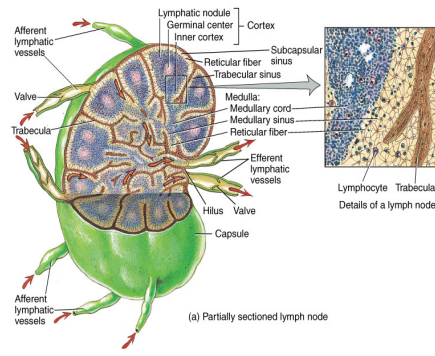 Lymphatic nodule
Germinal center
Inner cortex
Cortex
Afferent
lymphatic
vessels
Subcapsular
sinus
Reticular fiber
Trabecular sinus
Valve
Medulla:
Medullary cord
Medullary sinus
Reticular fiber
Trabecula
Efferent
lymphatic
vessels
Lymphocyte
Trabecula
Hilus
Valve
Details of a lymph node
Capsule
Afferent
lymphatic
vessels
(a) Partially sectioned lymph node